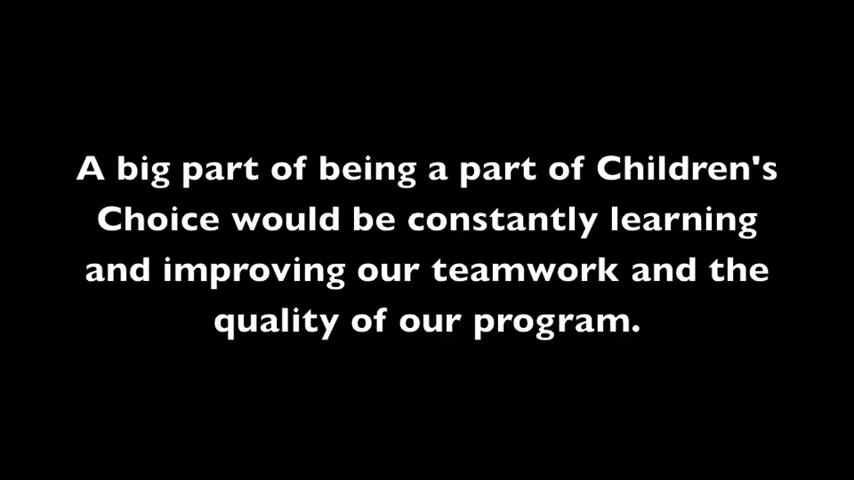 A big part of being a part of Children's
Choice would be constantly learning
and improving our teamwork and the
quality of our program.